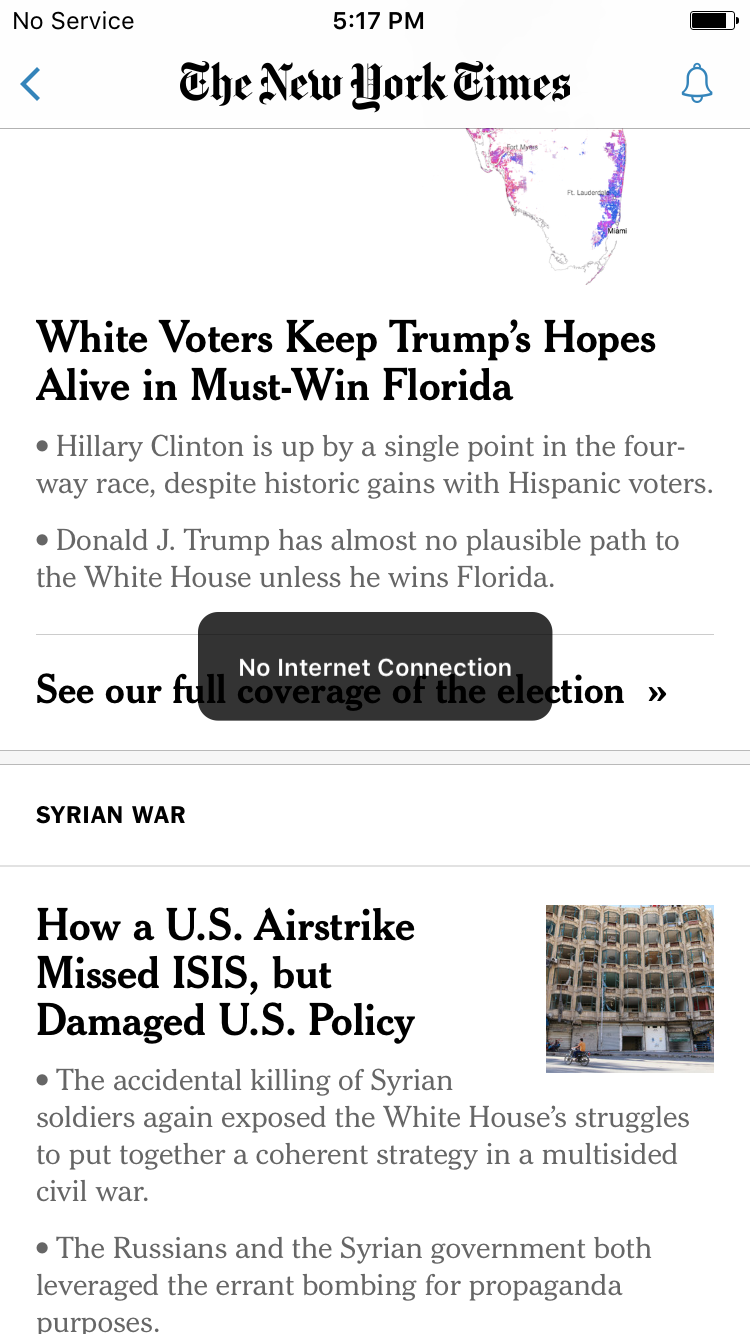 No Service
5:17 PM
The New York Times
Fort Myers
Ft. Lauderdale
Miami
White Voters Keep Trump’s Hopes
Alive in Must-Win Florida
• Hillary Clinton is up by a single point in the four-
way race, despite historic gains with Hispanic voters.
• Donald J. Trump has almost no plausible path to
the White House unless he wins Florida.
No Internet Connection
See our full coverage of the election »
SYRIAN WAR
How a U.S. Airstrike
Missed ISIS, but
Damaged U.S. Policy
• The accidental killing of Syrian
soldiers again exposed the White House’s struggles
to put together a coherent strategy in a multisided
civil war.
• The Russians and the Syrian government both
leveraged the errant bombing for propaganda
purposes.